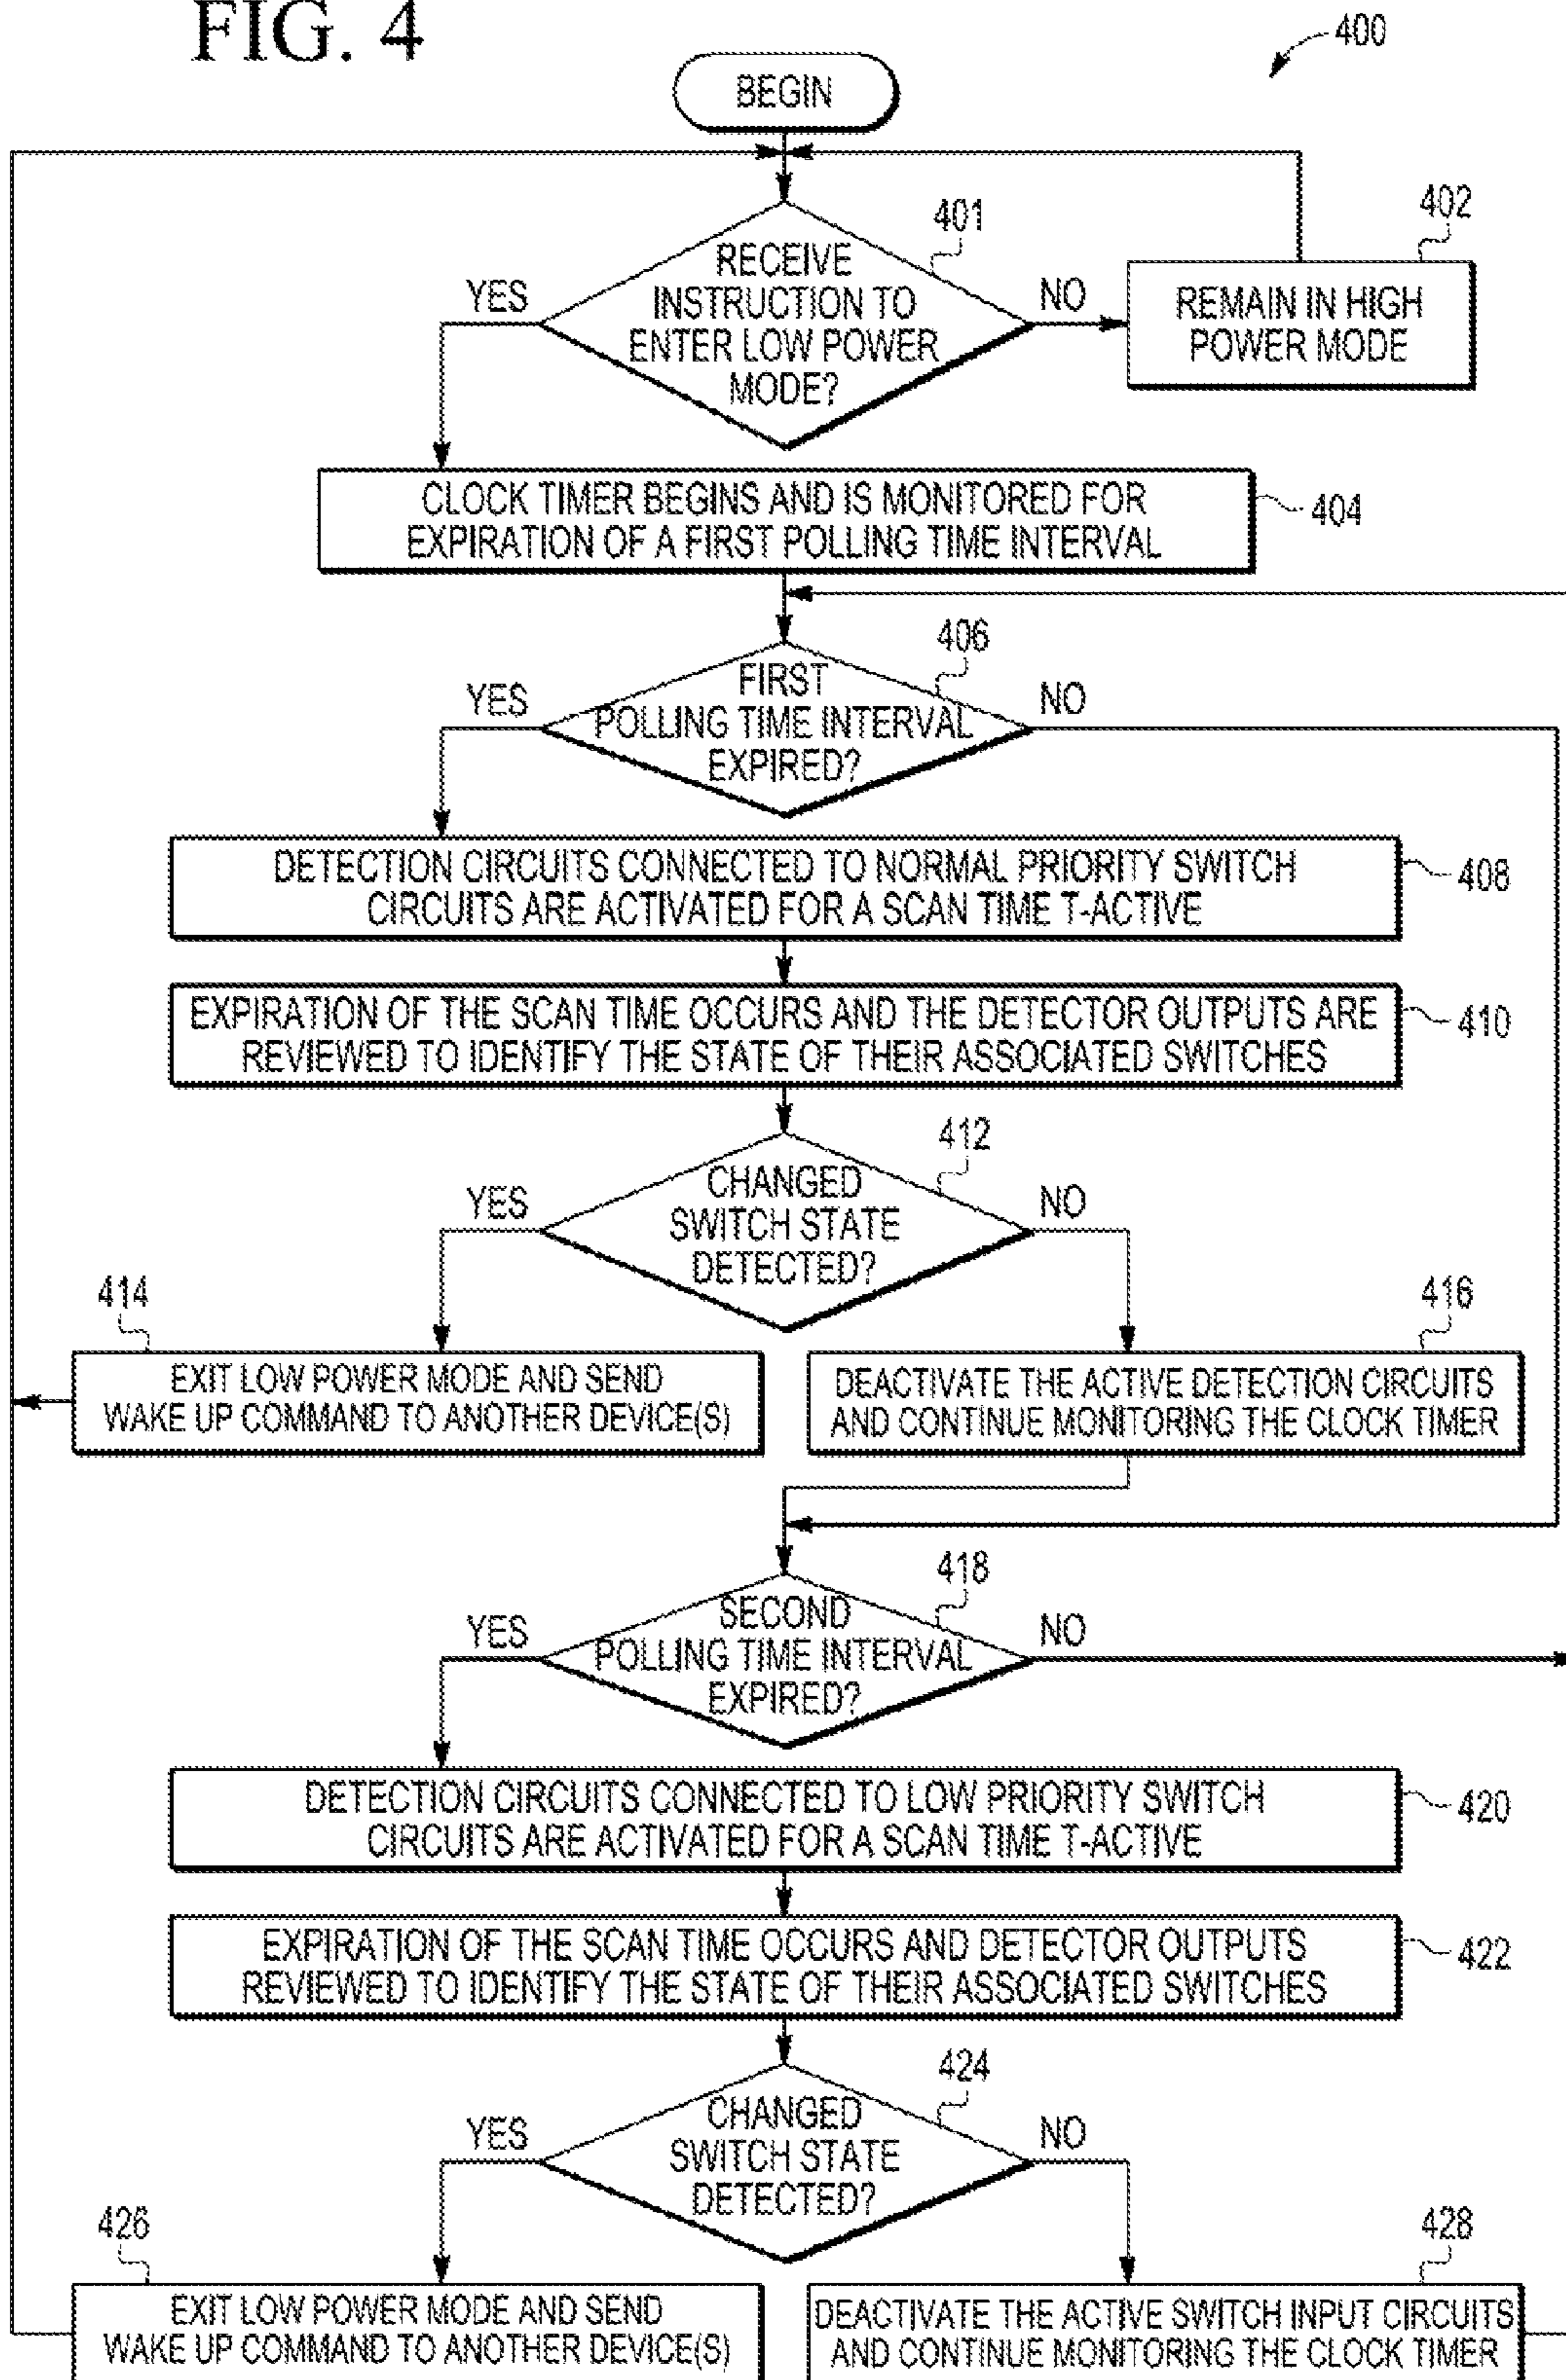 FIG. 4
400
BEGIN
401
402
RECEIVE
INSTRUCTION TO
ENTER LOW POWER
MODE?
YES
NO
REMAIN IN HIGH
POWER MODE
CLOCK TIMER BEGINS AND IS MONITORED FOR
EXPIRATION OF A FIRST POLLING TIME INTERVAL
404
406
FIRST
POLLING TIME INTERVAL
EXPIRED?
YES
NO
DETECTION CIRCUITS CONNECTED TO NORMAL PRIORITY SWITCH
CIRCUITS ARE ACTIVATED FOR A SCAN TIME T-ACTIVE
408
EXPIRATION OF THE SCAN TIME OCCURS AND THE DETECTOR OUTPUTS ARE
REVIEWED TO IDENTIFY THE STATE OF THEIR ASSOCIATED SWITCHES
410
412
CHANGED
SWITCH STATE
DETECTED?
YES
NO
414
416
EXIT LOW POWER MODE AND SEND
WAKE UP COMMAND TO ANOTHER DEVICE(S)
DEACTIVATE THE ACTIVE DETECTION CIRCUITS
AND CONTINUE MONITORING THE CLOCK TIMER
418
SECOND
POLLING TIME INTERVAL
EXPIRED?
YES
NO
DETECTION CIRCUITS CONNECTED TO LOW PRIORITY SWITCH
CIRCUITS ARE ACTIVATED FOR A SCAN TIME T-ACTIVE
420
EXPIRATION OF THE SCAN TIME OCCURS AND DETECTOR OUTPUTS
REVIEWED TO IDENTIFY THE STATE OF THEIR ASSOCIATED SWITCHES
422
424
CHANGED
SWITCH STATE
DETECTED?
YES
NO
426
428
EXIT LOW POWER MODE AND SEND
WAKE UP COMMAND TO ANOTHER DEVICE(S)
DEACTIVATE THE ACTIVE SWITCH INPUT CIRCUITS
AND CONTINUE MONITORING THE CLOCK TIMER